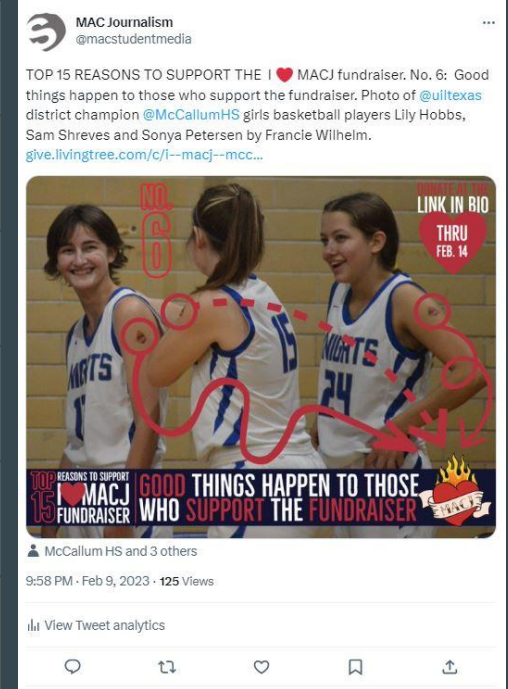 MAC Journalism
@macstudentmedia
TOP 15 REASONS TO SUPPORT THE I ❤ MACJ fundraiser. No. 6: Good
things happen to those who support the fundraiser. Photo of @uiltexas
district champion @McCallumHS girls basketball players Lily Hobbs,
Sam Shreves and Sonya Petersen by Francie Wilhelm.
give.livingtree.com/c/i--macj--mcc...
NO.
6
DONATE AT THE
LINK IN BIO
THRU
FEB. 14
15
NIGHTS
24
NIGHTS
1
TOP
15
REASONS TO SUPPORT
I ❤ MACJ
FUNDRAISER
GOOD THINGS HAPPEN TO THOSE
WHO SUPPORT THE FUNDRAISER
MACJ
McCallum HS and 3 others
9:58 PM · Feb 9, 2023 · 125 Views
View Tweet analytics